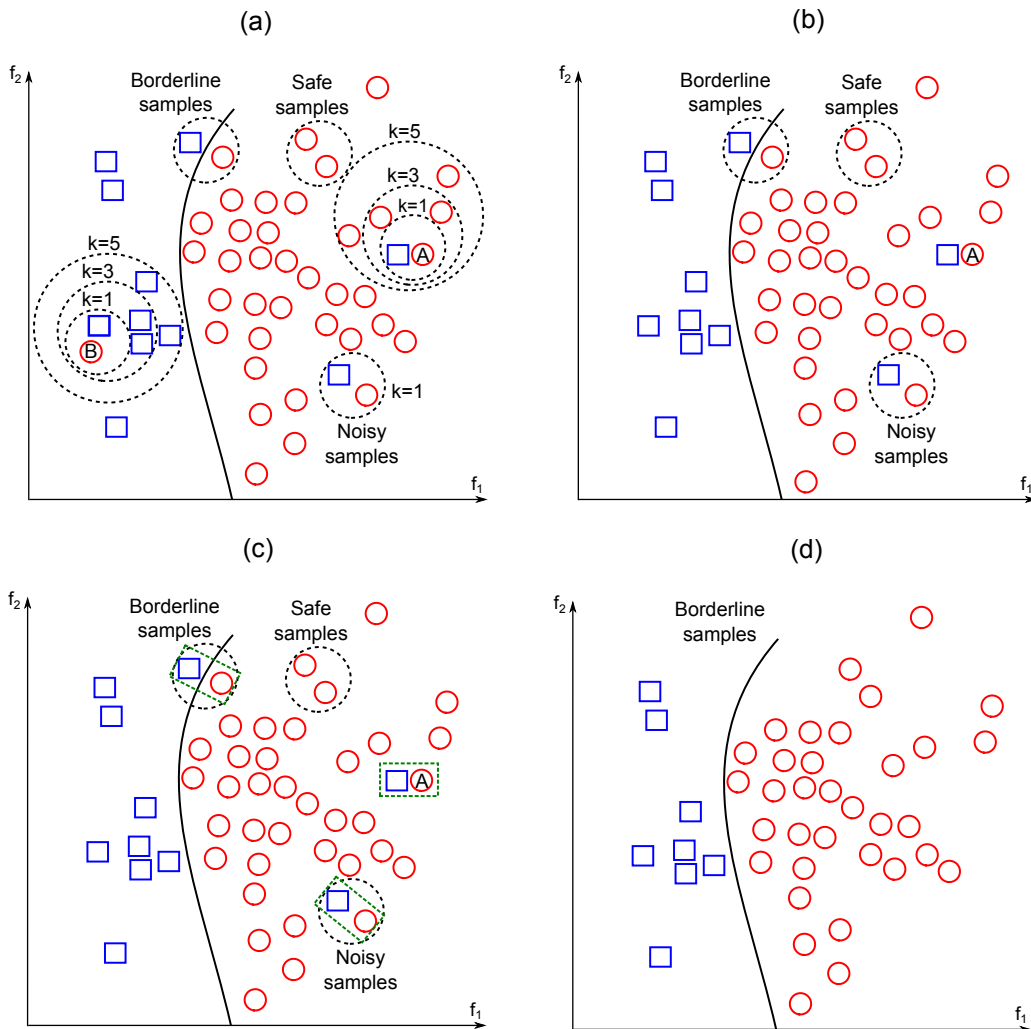 (a)
f2
Borderline
samples
Safe
samples
k=5
k=3
k=1
A
k=5
k=3
k=1
B
k=1
Noisy
samples
f1
(b)
f2
Borderline
samples
Safe
samples
A
Noisy
samples
f1
(c)
f2
Borderline
samples
Safe
samples
A
Noisy
samples
f1
(d)
f2
Borderline
samples
f1